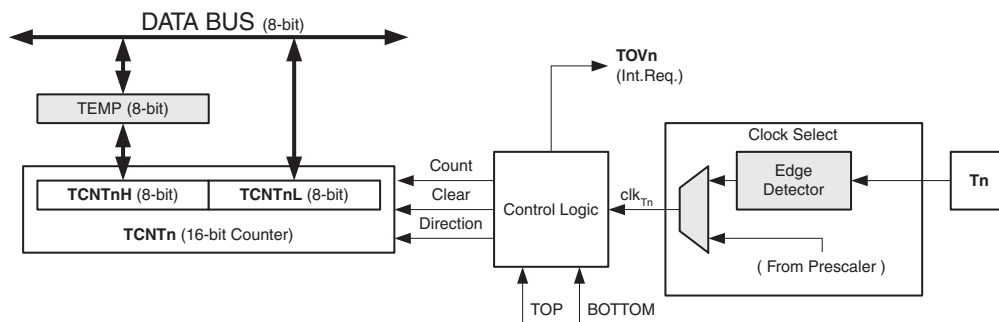 DATA BUS (8-bit)
TOVn
(Int.Req.)
TEMP (8-bit)
Clock Select
Count
Edge
Detector
Tn
TCNTnH (8-bit)
TCNTnL (8-bit)
Clear
Control Logic
clkTn
Direction
TCNTn (16-bit Counter)
( From Prescaler )
TOP
BOTTOM